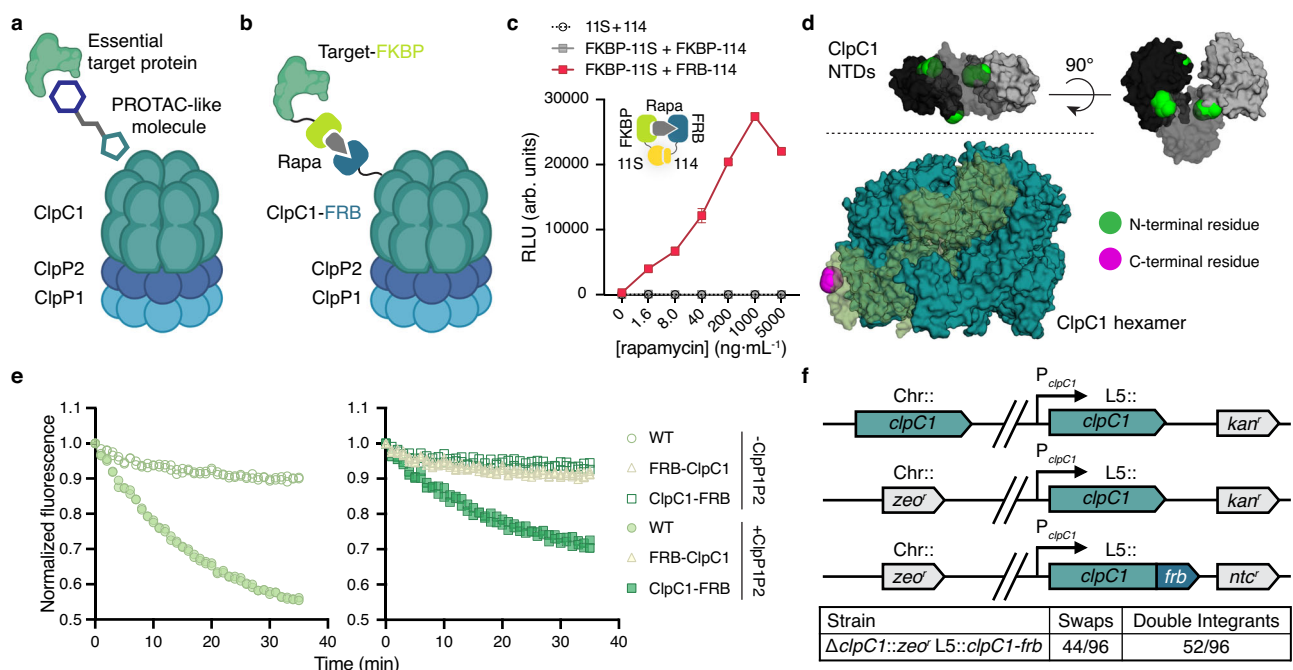 a
Essential
target protein
PROTAC-like
molecule
ClpC1
ClpP2
ClpP1
b
Target-FKBP
Rapa
ClpC1-FRB
ClpP2
ClpP1
c
11S + 114
FKBP-11S + FKBP-114
FKBP-11S + FRB-114
RLU (arb. units)
30000
20000
10000
0
Rapa
FKBP
FRB
11S
114
0
1.6
8.0
40
200
1000
5000
[rapamycin] (ng·mL⁻¹)
d
ClpC1
NTDs
90°
N-terminal residue
C-terminal residue
ClpC1 hexamer
e
Normalized fluorescence
1.1
1.0
0.9
0.8
0.7
0.6
0.5
0 10 20 30 40
1.1
1.0
0.9
0.8
0.7
0.6
0.5
0 10 20 30 40
Time (min)
WT
FRB-ClpC1
ClpC1-FRB
-ClpP1P2
WT
FRB-ClpC1
ClpC1-FRB
+ClpP1P2
f
Chr::
clpC1
P clpC1
L5::
clpC1
kanʳ
Chr::
zeoʳ
P clpC1
L5::
clpC1
kanʳ
Chr::
zeoʳ
P clpC1
L5::
clpC1 frb
ntcʳ
Strain Swaps Double Integrants
ΔclpC1::zeoʳ L5::clpC1-frb 44/96 52/96